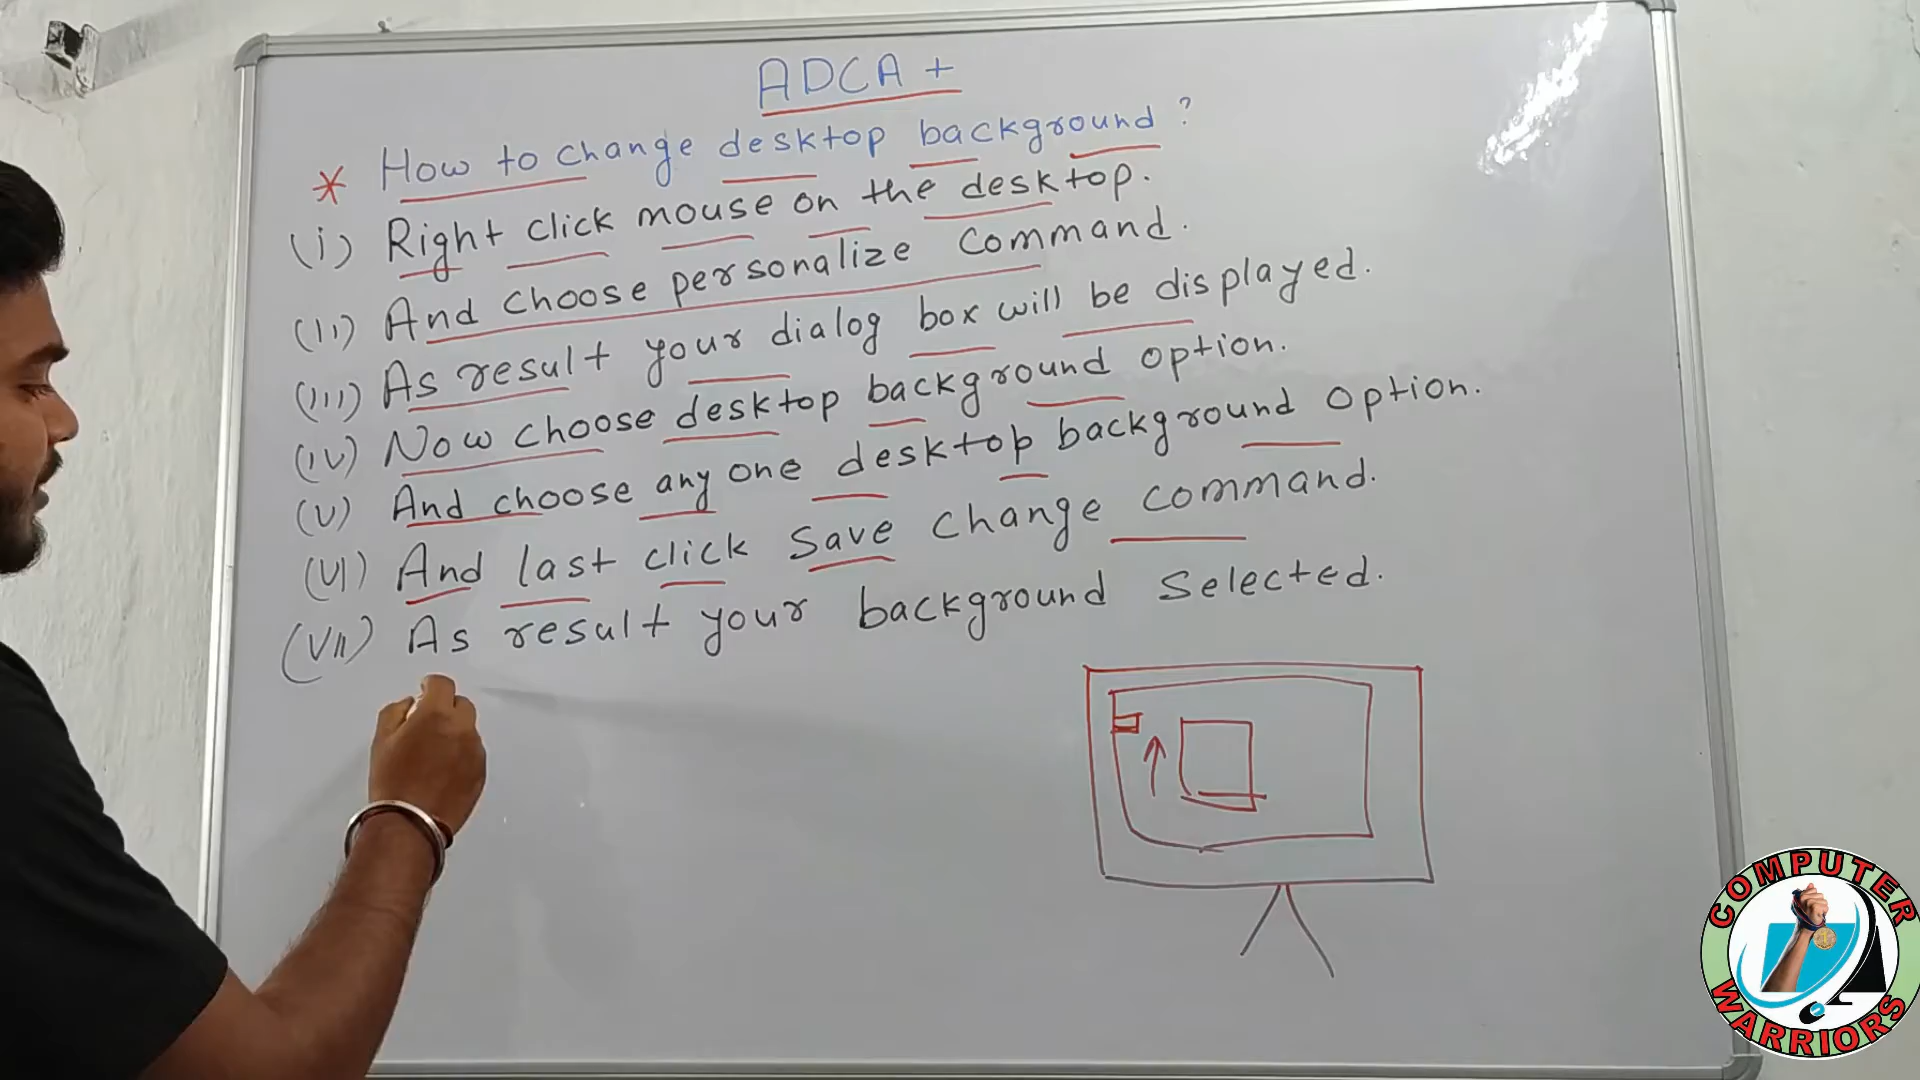 ADCA +
* How to change desktop background?
(i) Right click mouse on the desktop.
(ii) And choose personalize Command.
(iii) As result your dialog box will be displayed.
(iv) Now choose desktop background option.
(v) And choose any one desktop background option.
(vi) And last click Save change command.
(vii) As result your background Selected.
COMPUTER
WARRIORS